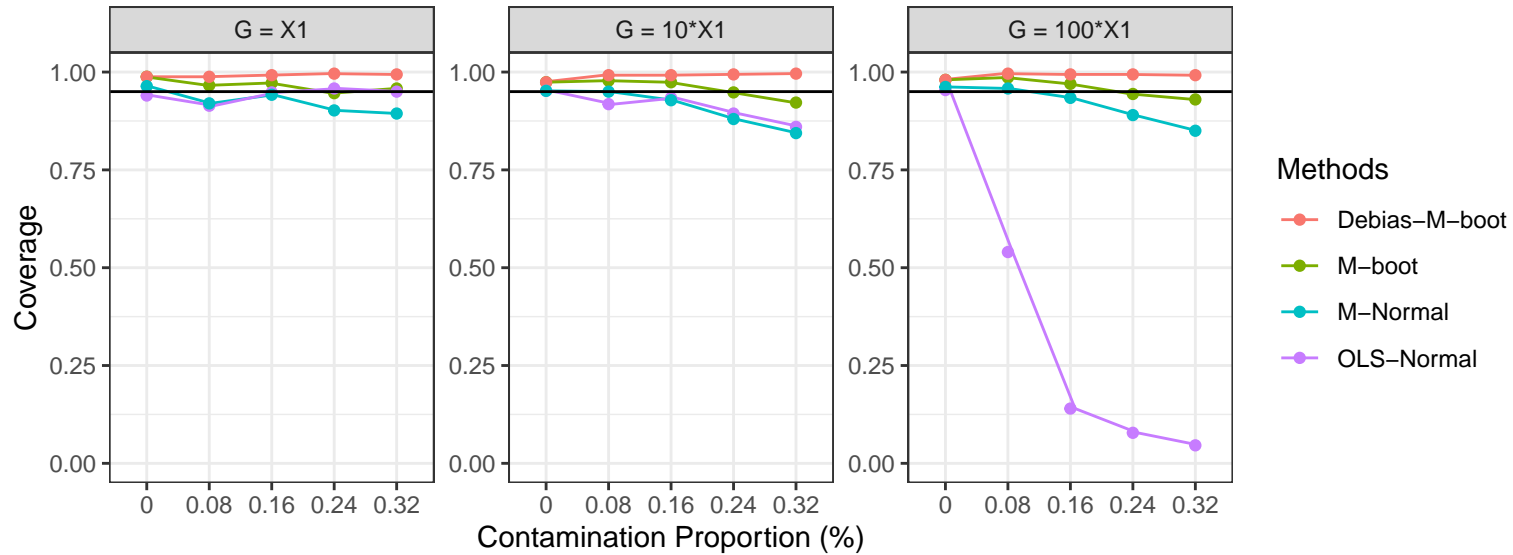 G = X1
G = 10*X1
G = 100*X1
Coverage
1.00
0.75
0.50
0.25
0.00
0 0.08 0.16 0.24 0.32
1.00
0.75
0.50
0.25
0.00
0 0.08 0.16 0.24 0.32
1.00
0.75
0.50
0.25
0.00
0 0.08 0.16 0.24 0.32
Contamination Proportion (%)
Methods
Debias−M−boot
M−boot
M−Normal
OLS−Normal